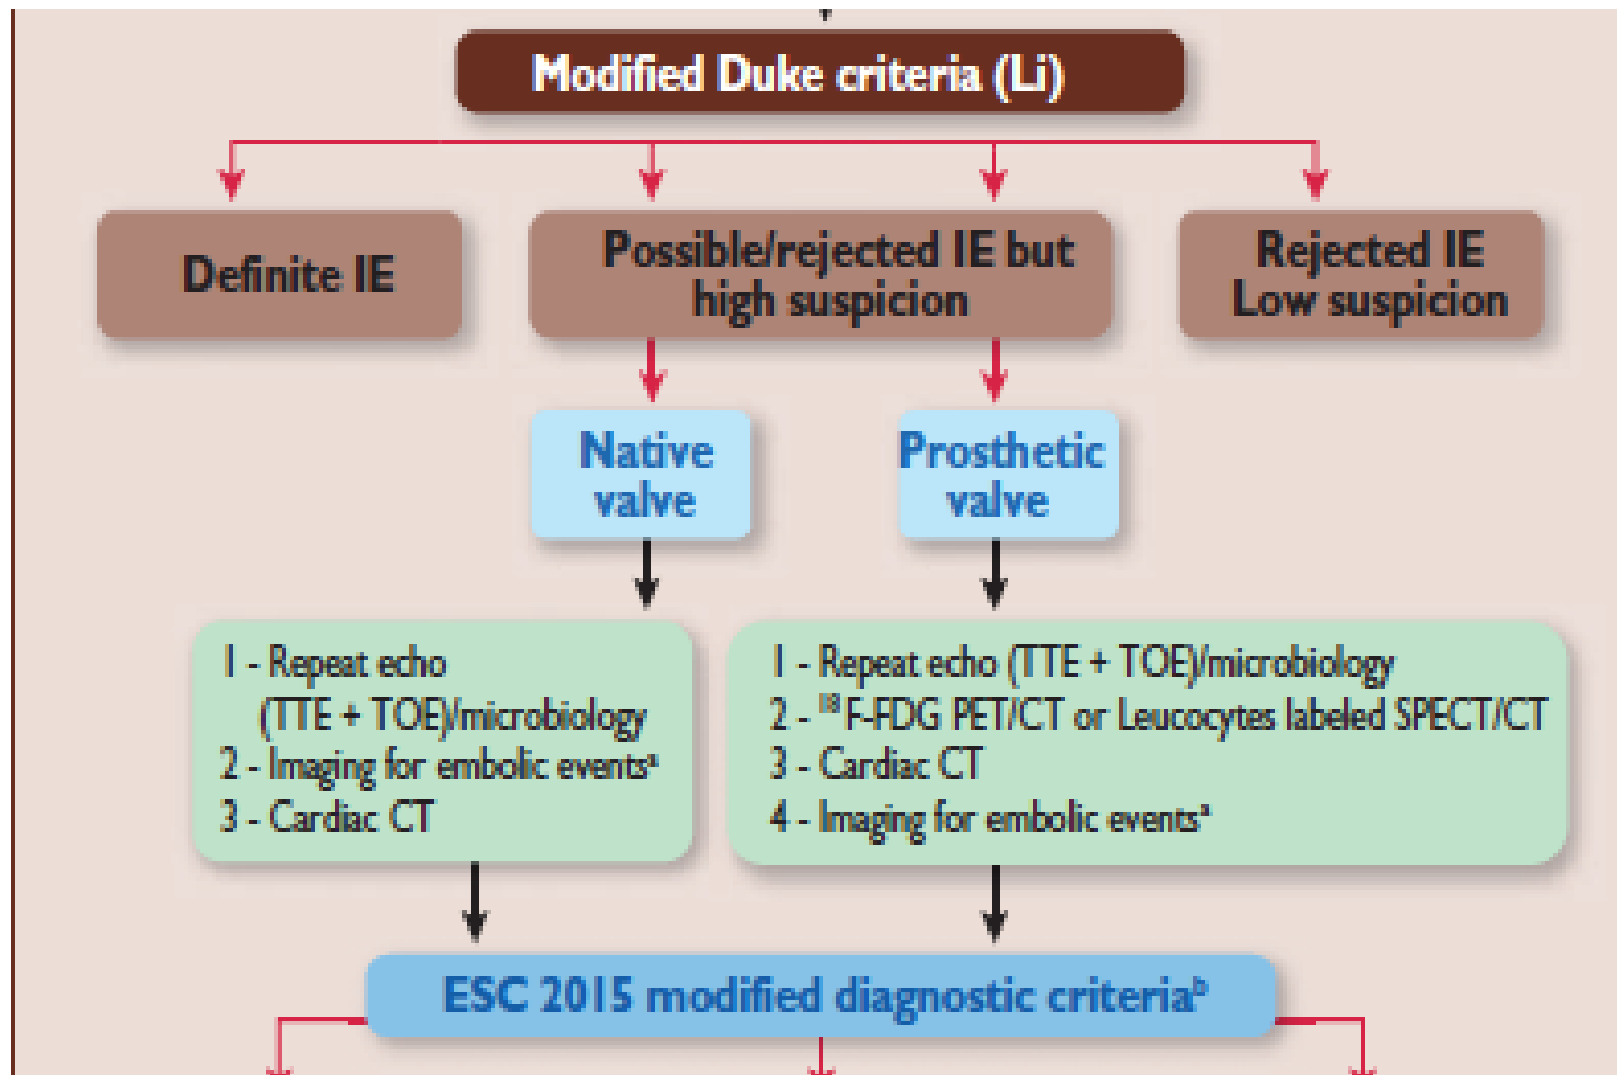 Modified Duke criteria (Li)
Definite IE
Possible/rejected IE but
high suspicion
Rejected IE
Low suspicion
Native
valve
Prosthetic
valve
1 - Repeat echo
(TTE + TOE)/microbiology
2 - Imaging for embolic eventsᵃ
3 - Cardiac CT
1 - Repeat echo (TTE + TOE)/microbiology
2 - ¹⁸F-FDG PET/CT or Leucocytes labeled SPECT/CT
3 - Cardiac CT
4 - Imaging for embolic eventsᵃ
ESC 2015 modified diagnostic criteriaᵇ